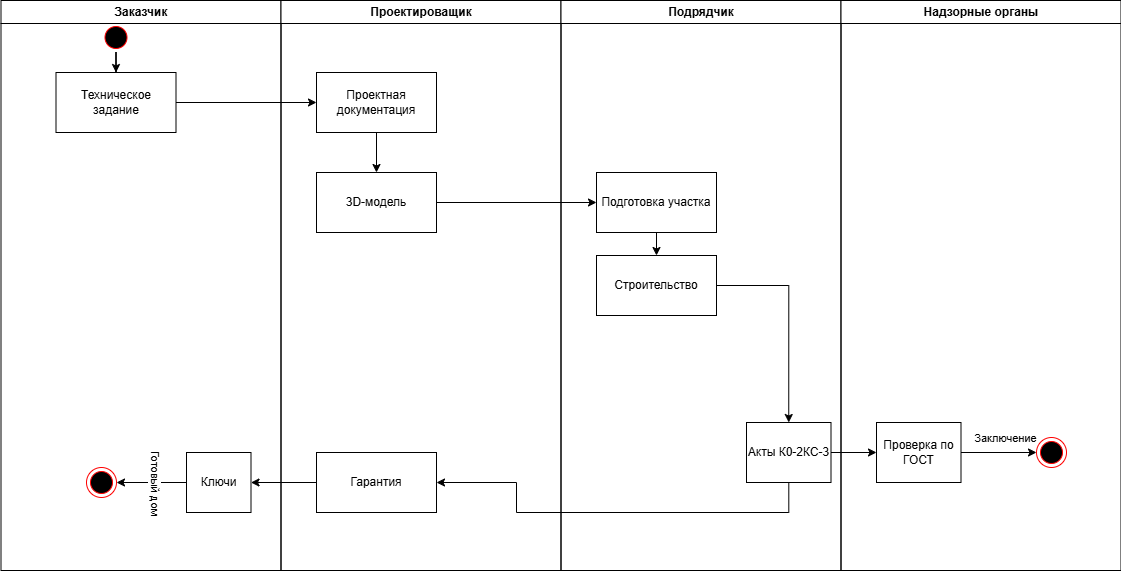 Заказчик
Проектироващик
Подрядчик
Надзорные органы
Техническое
задание
Проектная
документация
3D-модель
Подготовка участка
Строительство
Акты К0-2КС-3
Проверка по
ГОСТ
Заключение
Гарантия
Ключи
Готовый дом